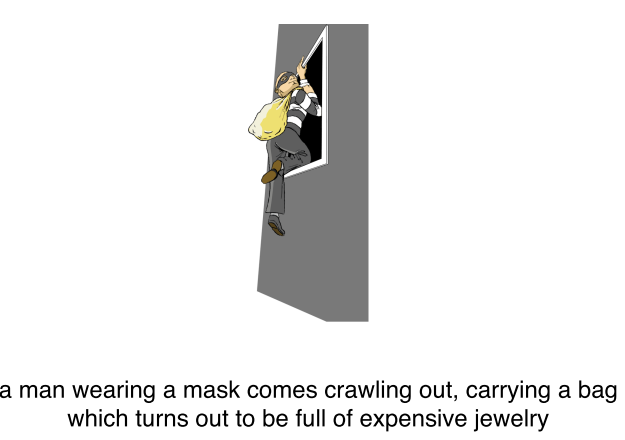 a man wearing a mask comes crawling out, carrying a bag
which turns out to be full of expensive jewelry